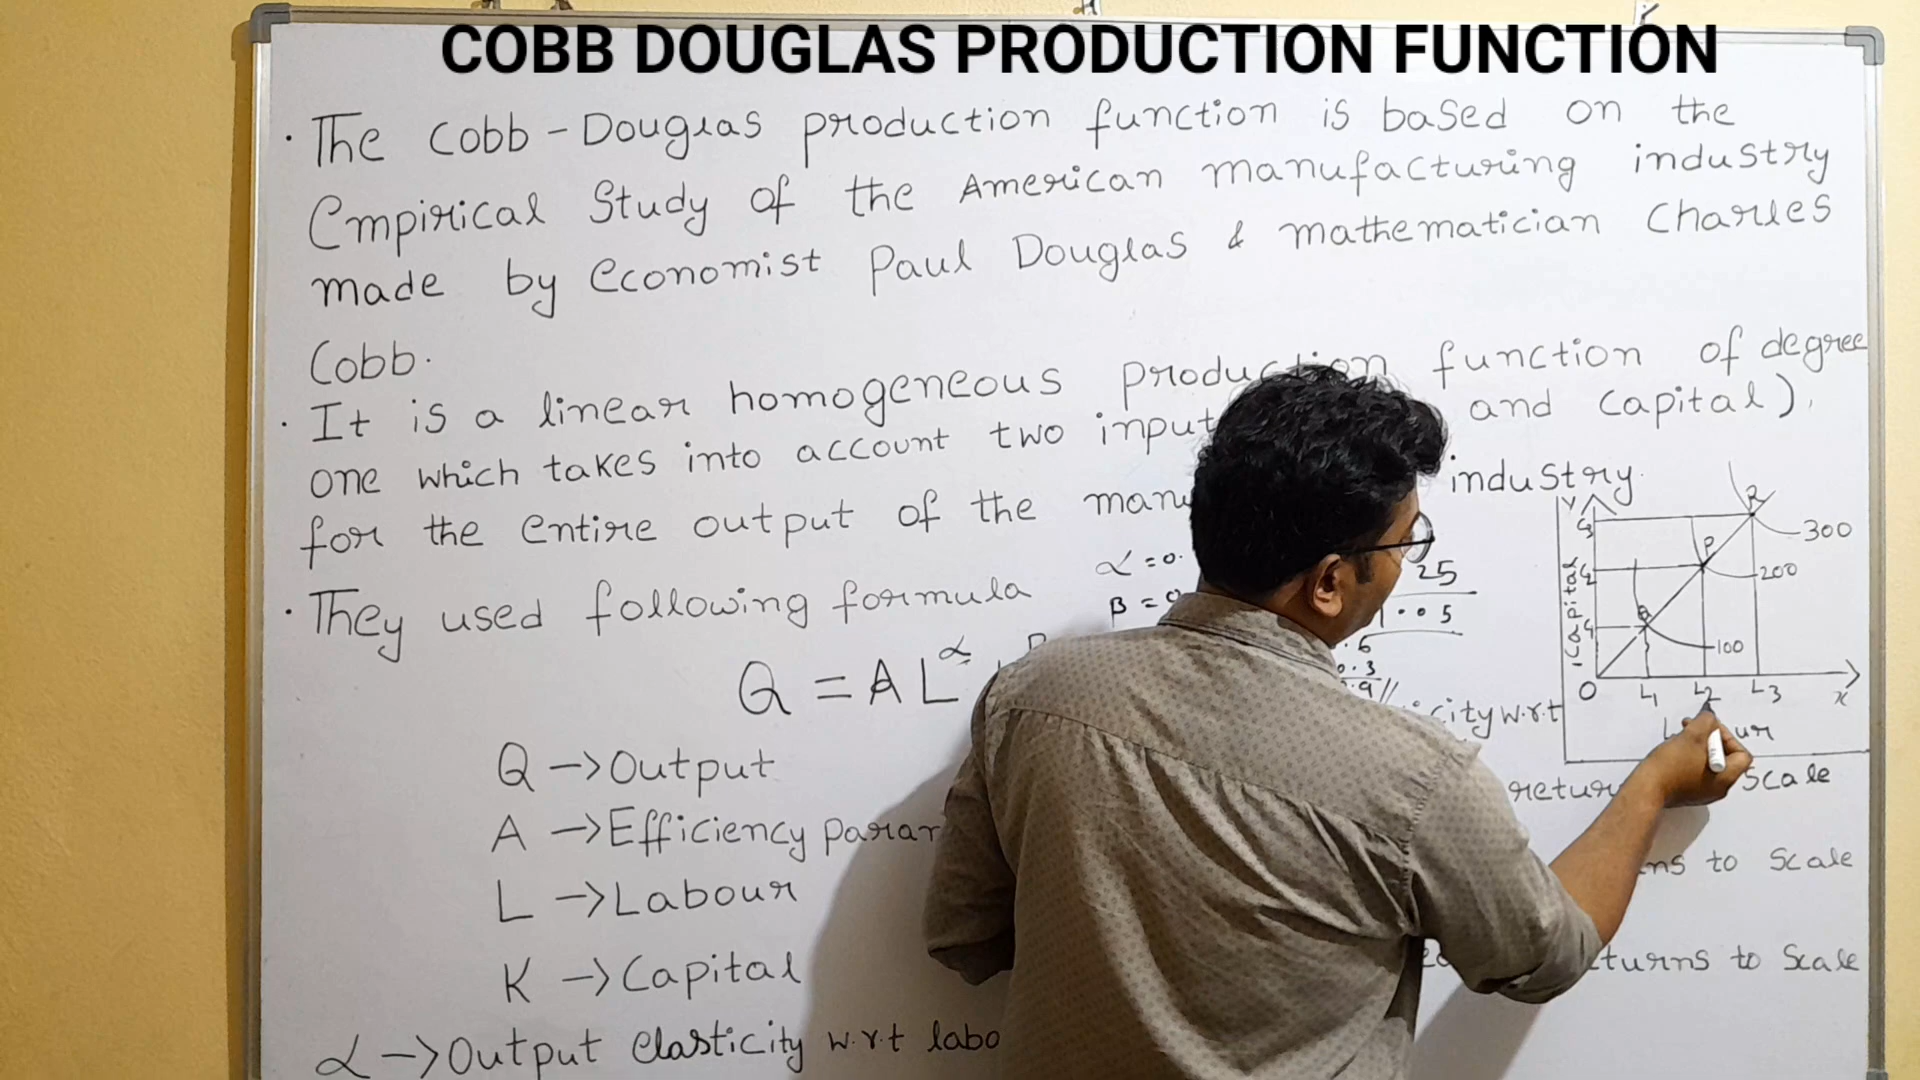 COBB DOUGLAS PRODUCTION FUNCTION
· The Cobb-Douglas production function is based on the
Empirical Study of the American manufacturing industry
made by Economist Paul Douglas & mathematician Charles
Cobb.
· It is a linear homogeneous production function of degree
one which takes into account two input and Capital),
for the entire output of the industry.
· They used following formula
Q = A L^α
Q → Output
A → Efficiency
L → Labour
K → Capital
α → Output elasticity w.r.t
α = 0.
β = 0
25
w.r.t
Scale
to Scale
to Scale
Y
R
300
P
200
100
Capital
O L1 L2 L3 X